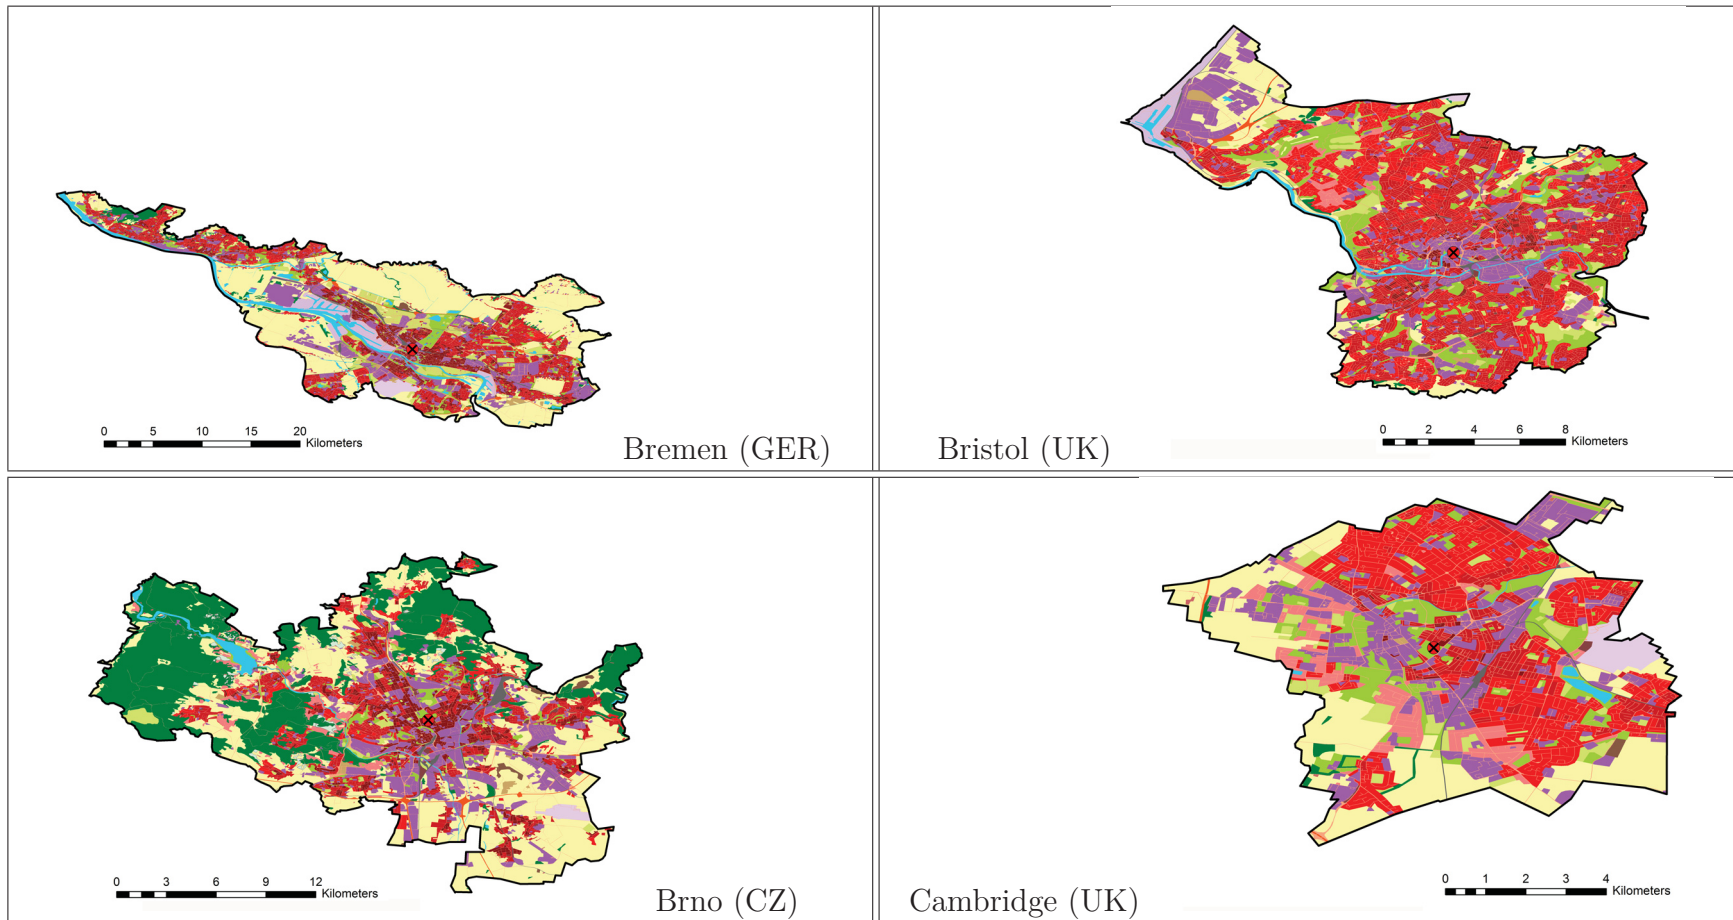 0 5 10 15 20
Kilometers
Bremen (GER)
0 2 4 6 8
Kilometers
Bristol (UK)
0 3 6 9 12
Kilometers
Brno (CZ)
0 1 2 3 4
Kilometers
Cambridge (UK)